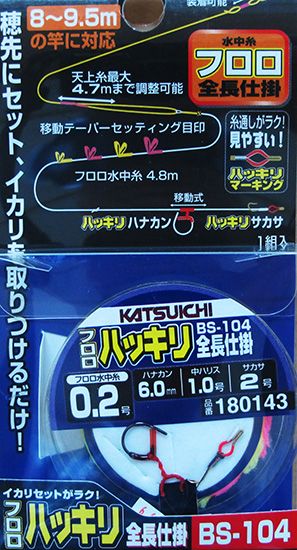 装着可能
8〜9.5m
の竿に対応
穂先にセット、イカリを取りつけるだけ!
水中糸
フロロ
全長仕掛
天上糸最大
4.7mまで調整可能
糸通しがラク!
見やすい!
ハッキリ
マーキング
移動テーパーセッティング目印
フロロ水中糸 4.8m
移動式
ハッキリハナカン
ハッキリサカサ
1組入
KATSUICHI
フロロ
ハッキリ
BS-104
全長仕掛
フロロ水中糸
0.2号
ハナカン
6.0mm
中ハリス
1.0号
サカサ
2号
品番 180143
イカリセットがラク!
フロロ
ハッキリ
全長仕掛
BS-104